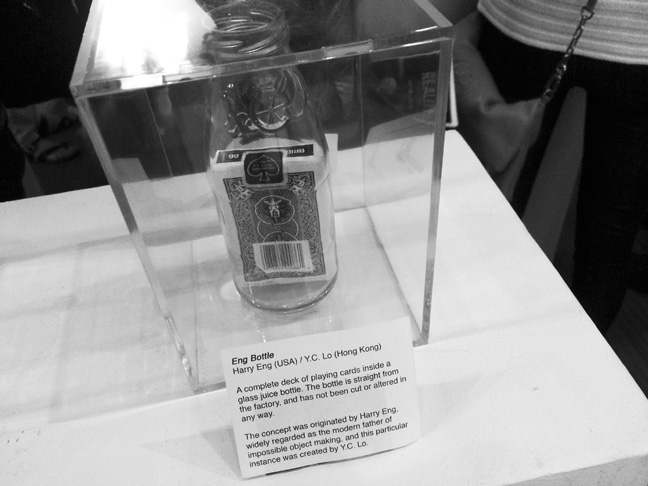 Eng Bottle
Harry Eng (USA) / Y.C. Lo (Hong Kong)
A complete deck of playing cards inside a
glass juice bottle. The bottle is straight from
the factory, and has not been cut or altered in
any way.
The concept was originated by Harry Eng,
widely regarded as the modern father of
impossible object making, and this particular
instance was created by Y.C. Lo.